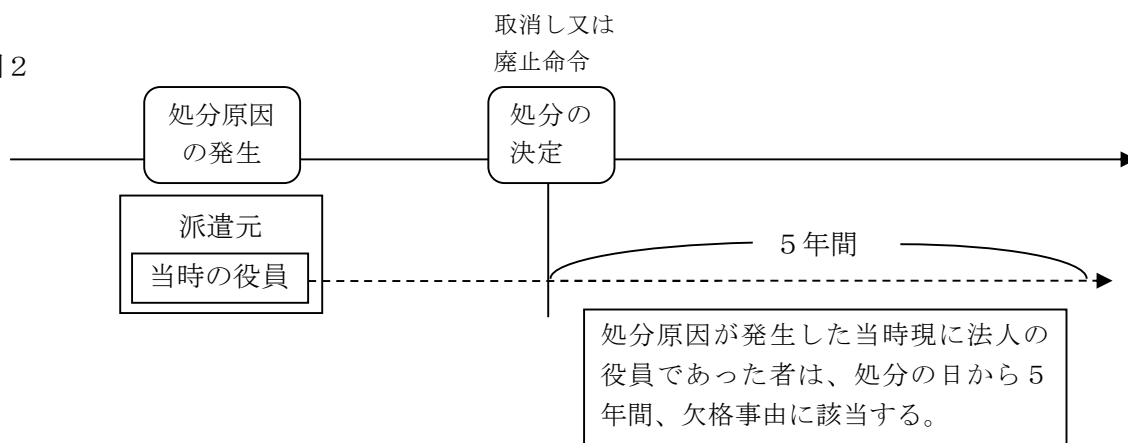 取消し又は
廃止命令
２
処分原因
の発生
処分の
決定
派遣元
当時の役員
５年間
処分原因が発生した当時現に法人の
役員であった者は、処分の日から５
年間、欠格事由に該当する。